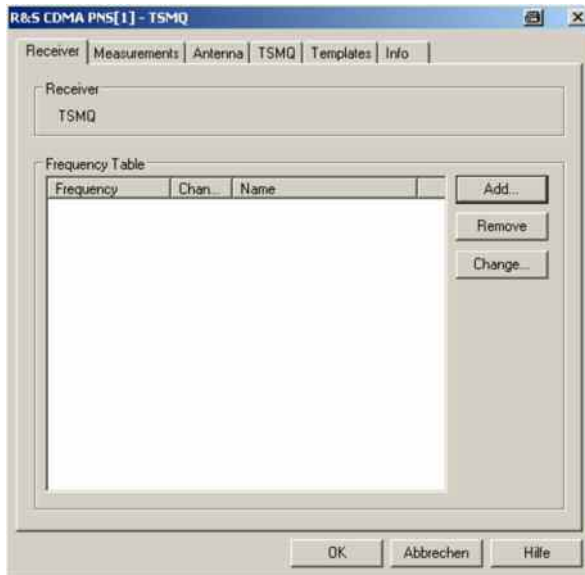 R&S CDMA PNS[1] - TSMQ
Receiver Measurements Antenna TSMQ Templates Info
Receiver
TSMQ
Frequency Table
Frequency Chan... Name
Add...
Remove
Change...
OK Abbrechen Hilfe